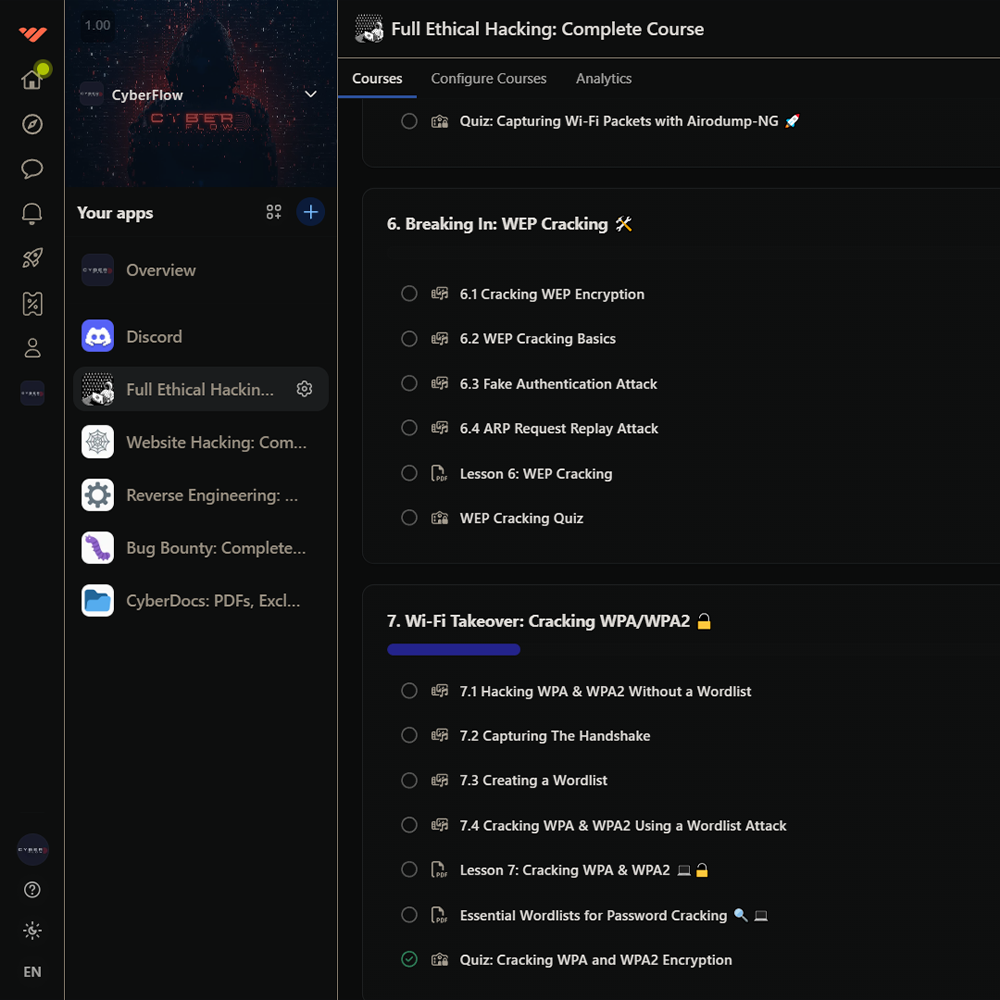 1.00
CyberFlow
CYBER
FLOW
Your apps
Overview
Discord
Full Ethical Hackin...
Website Hacking: Com...
Reverse Engineering: ...
Bug Bounty: Complete...
CyberDocs: PDFs, Excl...
EN
Full Ethical Hacking: Complete Course
Courses Configure Courses Analytics
Quiz: Capturing Wi-Fi Packets with Airodump-NG 🚀
6. Breaking In: WEP Cracking 🛠
6.1 Cracking WEP Encryption
6.2 WEP Cracking Basics
6.3 Fake Authentication Attack
6.4 ARP Request Replay Attack
PDF Lesson 6: WEP Cracking
WEP Cracking Quiz
7. Wi-Fi Takeover: Cracking WPA/WPA2 🔓
7.1 Hacking WPA & WPA2 Without a Wordlist
7.2 Capturing The Handshake
7.3 Creating a Wordlist
7.4 Cracking WPA & WPA2 Using a Wordlist Attack
PDF Lesson 7: Cracking WPA & WPA2 💻🔓
PDF Essential Wordlists for Password Cracking 🔍💻
Quiz: Cracking WPA and WPA2 Encryption